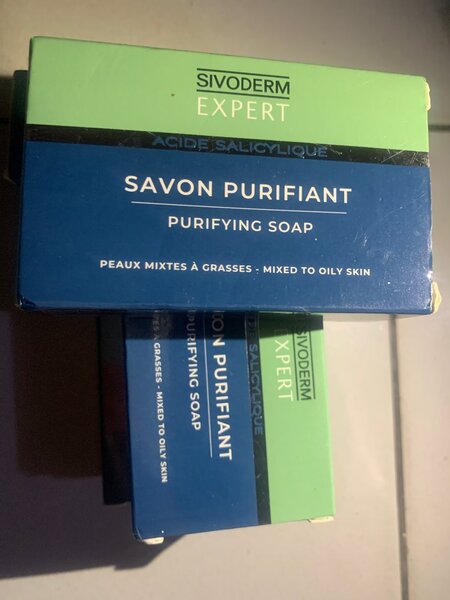 SIVODERM
EXPERT
ACIDE SALICYLIQUE
SAVON PURIFIANT
PURIFYING SOAP
PEAUX MIXTES À GRASSES - MIXED TO OILY SKIN
SIVODERM
EXPERT
SALICYLIQUE
PURIFIANT
PURIFYING SOAP
À GRASSES - MIXED TO OILY SKIN